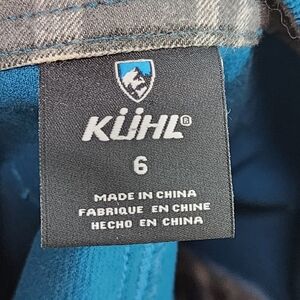 KÜHL®
6
MADE IN CHINA
FABRIQUE EN CHINE
HECHO EN CHINA